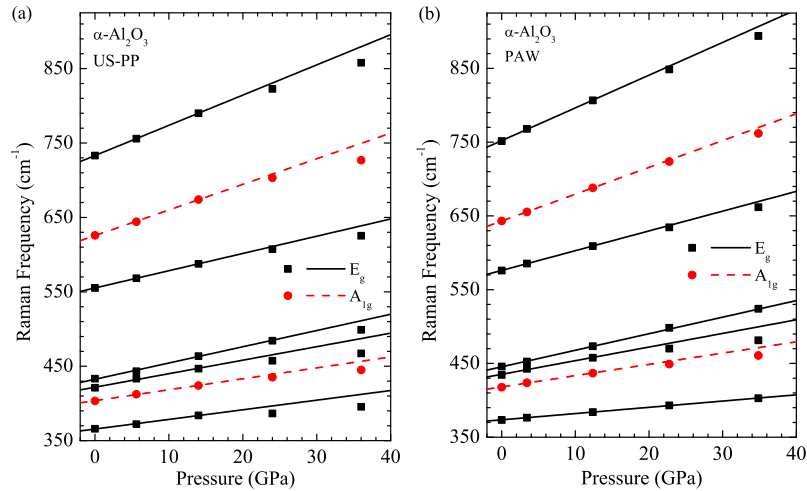 (a)
α-Al2O3
US-PP
850
750
650
550
450
350
Raman Frequency (cm-1)
Eg
A1g
0 10 20 30 40
Pressure (GPa)
(b)
α-Al2O3
PAW
850
750
650
550
450
350
Raman Frequency (cm-1)
Eg
A1g
0 10 20 30 40
Pressure (GPa)